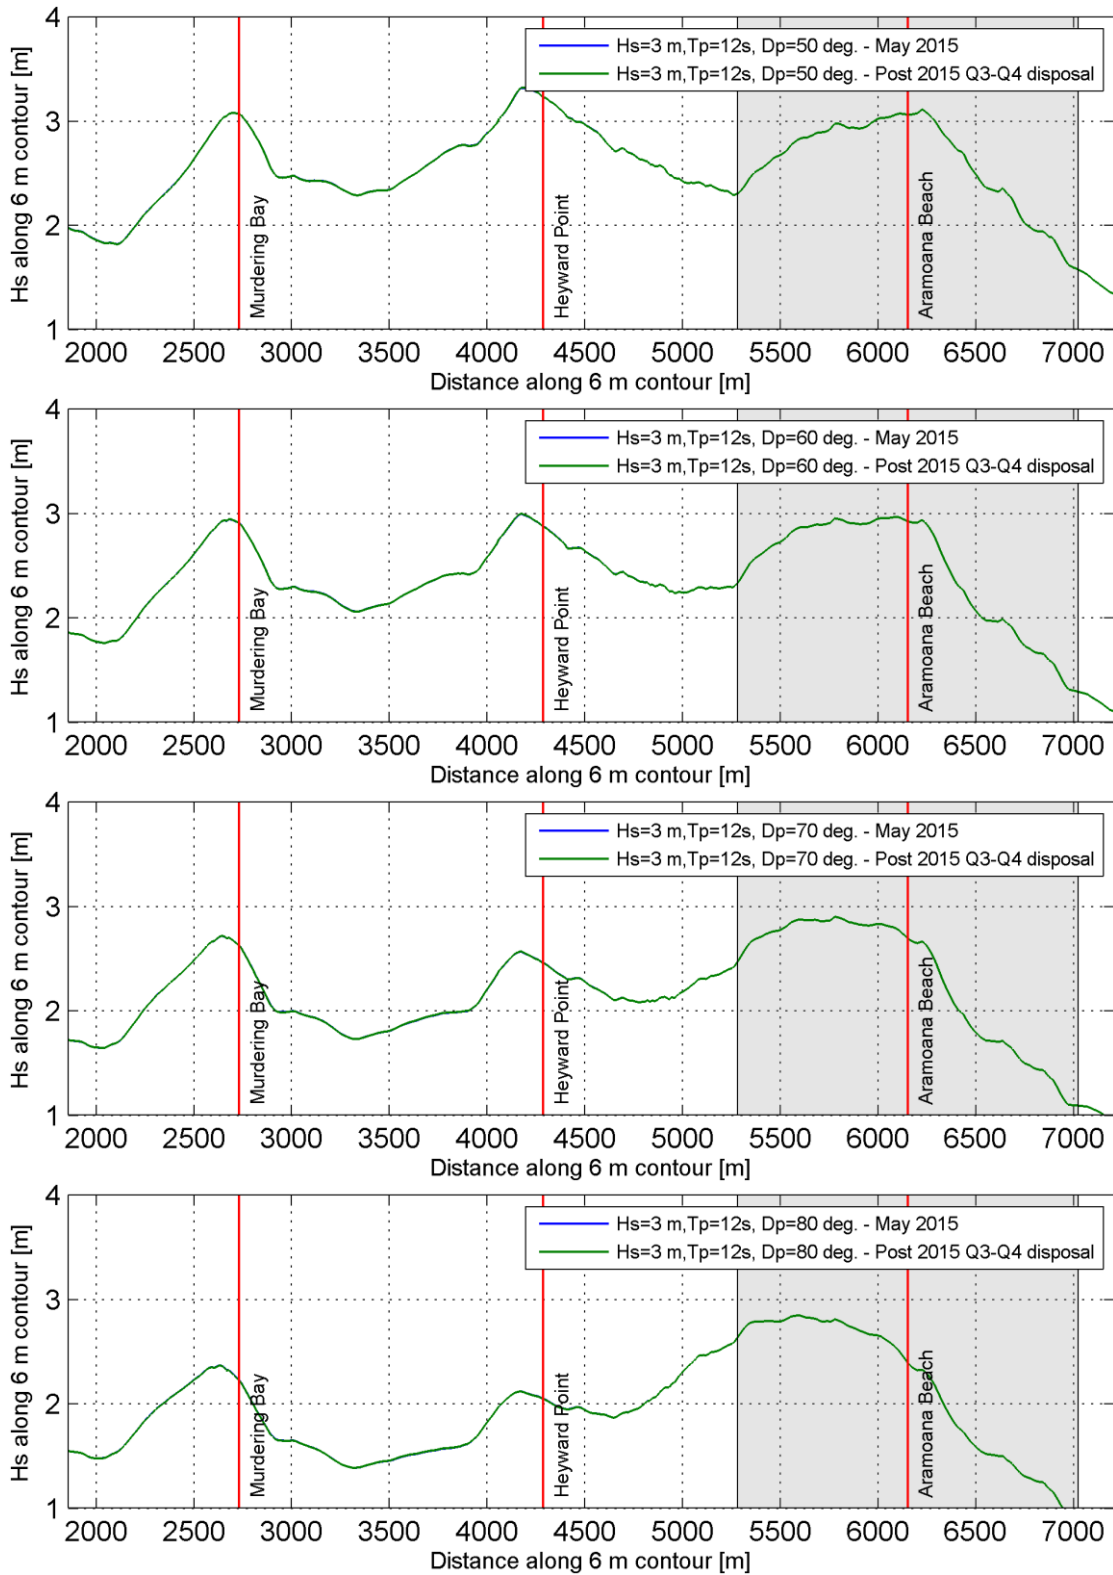 Hs=3 m,Tp=12s, Dp=50 deg. - May 2015
Hs=3 m,Tp=12s, Dp=50 deg. - Post 2015 Q3-Q4 disposal
4
3
2
1
Hs along 6 m contour [m]
Murdering Bay
Heyward Point
Aramoana Beach
2000 2500 3000 3500 4000 4500 5000 5500 6000 6500 7000
Distance along 6 m contour [m]
Hs=3 m,Tp=12s, Dp=60 deg. - May 2015
Hs=3 m,Tp=12s, Dp=60 deg. - Post 2015 Q3-Q4 disposal
4
3
2
1
Hs along 6 m contour [m]
Murdering Bay
Heyward Point
Aramoana Beach
2000 2500 3000 3500 4000 4500 5000 5500 6000 6500 7000
Distance along 6 m contour [m]
Hs=3 m,Tp=12s, Dp=70 deg. - May 2015
Hs=3 m,Tp=12s, Dp=70 deg. - Post 2015 Q3-Q4 disposal
4
3
2
1
Hs along 6 m contour [m]
Murdering Bay
Heyward Point
Aramoana Beach
2000 2500 3000 3500 4000 4500 5000 5500 6000 6500 7000
Distance along 6 m contour [m]
Hs=3 m,Tp=12s, Dp=80 deg. - May 2015
Hs=3 m,Tp=12s, Dp=80 deg. - Post 2015 Q3-Q4 disposal
4
3
2
1
Hs along 6 m contour [m]
Murdering Bay
Heyward Point
Aramoana Beach
2000 2500 3000 3500 4000 4500 5000 5500 6000 6500 7000
Distance along 6 m contour [m]